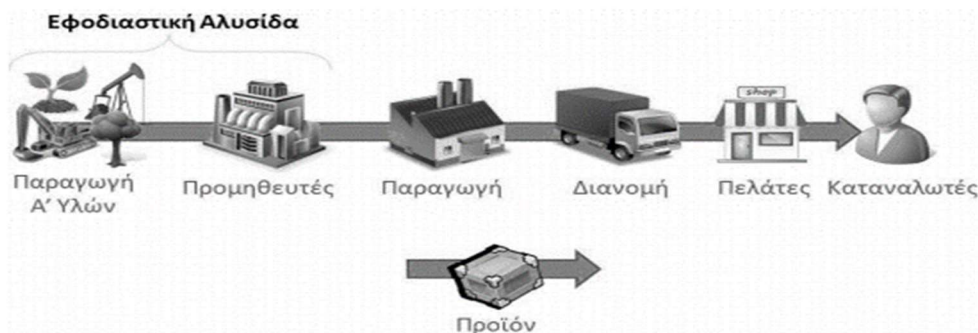 Εφοδιαστική Αλυσίδα
shop
Παραγωγή
Α' Υλών
Προμηθευτές
Παραγωγή
Διανομή
Πελάτες
Καταναλωτές
Προϊόν